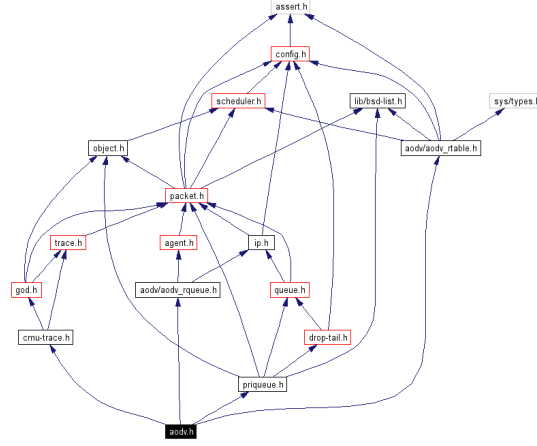 assert.h
config.h
scheduler.h
lib/bsd-list.h
sys/types.h
object.h
aodv/aodv_rtable.h
packet.h
trace.h
agent.h
ip.h
god.h
aodv/aodv_rqueue.h
queue.h
cmu-trace.h
drop-tail.h
priqueue.h
aodv.h